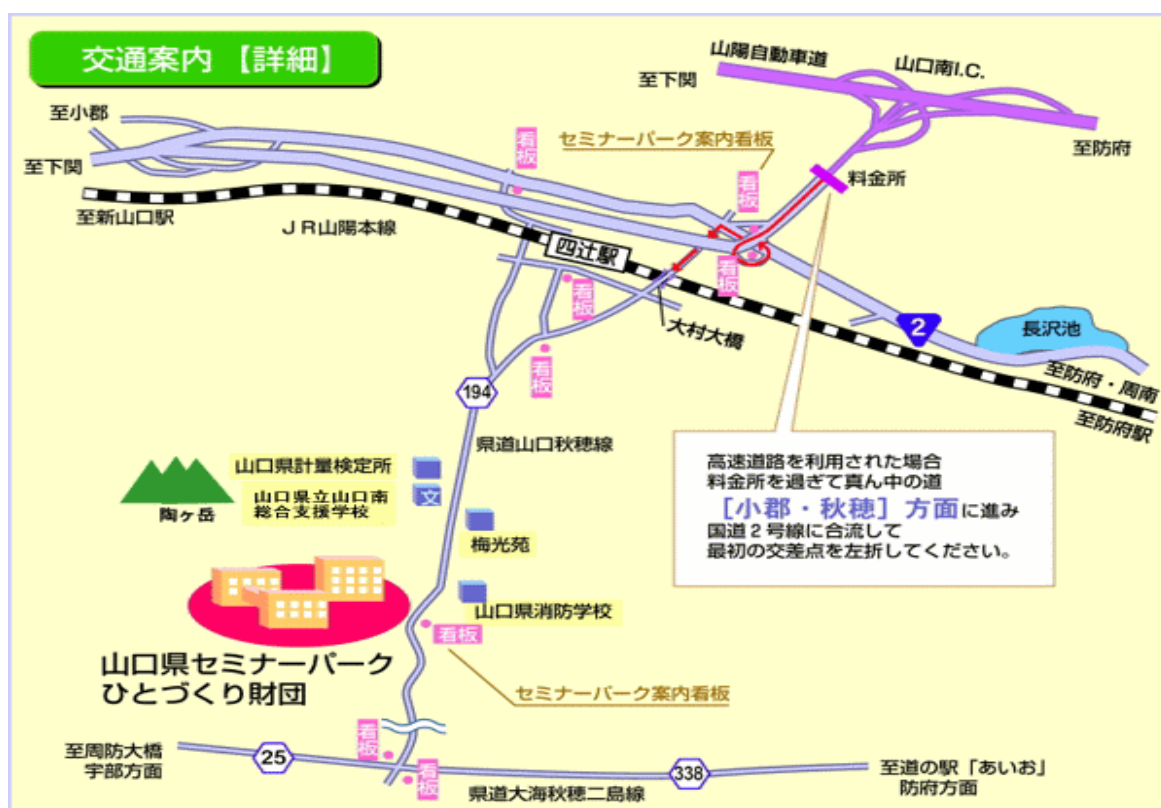 交通案内 【詳細】
山陽自動車道
山口南I.C.
至下関
至防府
至小郡
至下関
至新山口駅
JR山陽本線
セミナーパーク案内看板
看板
看板
看板
料金所
四辻駅
看板
大村大橋
看板
2
長沢池
至防府・周南
至防府駅
194
県道山口秋穂線
高速道路を利用された場合
料金所を過ぎて真ん中の道
[小郡・秋穂] 方面に進み
国道2号線に合流して
最初の交差点を左折してください。
山口県計量検定所
山口県立山口南
総合支援学校
文
陶ヶ岳
梅光苑
山口県消防学校
看板
山口県セミナーパーク
ひとづくり財団
セミナーパーク案内看板
看板
看板
至周防大橋
宇部方面
25
338
県道大海秋穂二島線
至道の駅「あいお」
防府方面